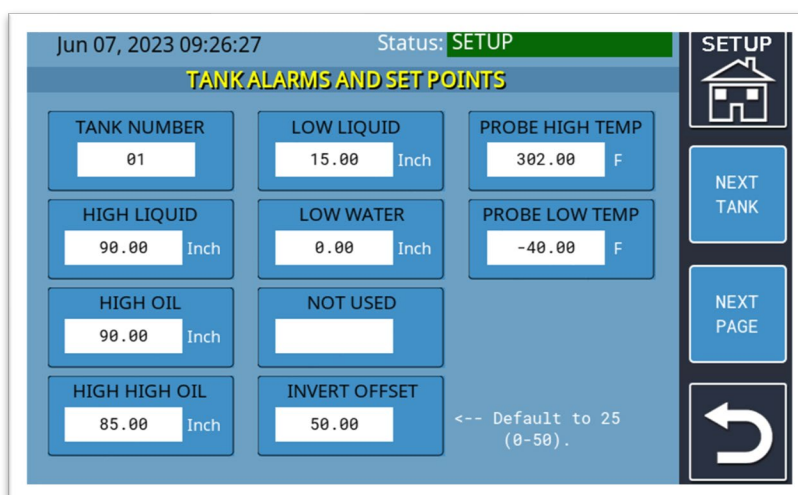 Jun 07, 2023 09:26:27 Status: SETUP
TANK ALARMS AND SET POINTS
TANK NUMBER
01
LOW LIQUID
15.00 Inch
PROBE HIGH TEMP
302.00 F
HIGH LIQUID
90.00 Inch
LOW WATER
0.00 Inch
PROBE LOW TEMP
-40.00 F
HIGH OIL
90.00 Inch
NOT USED
HIGH HIGH OIL
85.00 Inch
INVERT OFFSET
50.00
<-- Default to 25
(0-50).
SETUP
NEXT
TANK
NEXT
PAGE